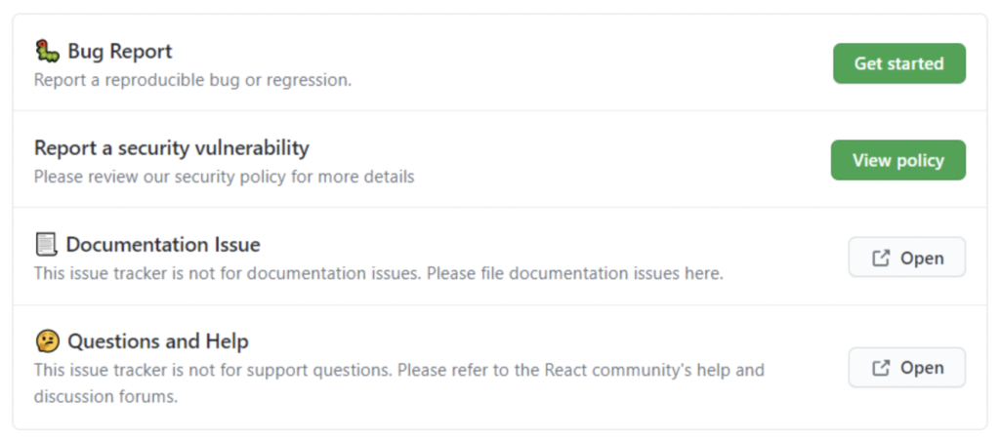 🐛 Bug Report
Report a reproducible bug or regression.
Get started
Report a security vulnerability
Please review our security policy for more details
View policy
📃 Documentation Issue
This issue tracker is not for documentation issues. Please file documentation issues here.
Open
🤔 Questions and Help
This issue tracker is not for support questions. Please refer to the React community's help and
discussion forums.
Open